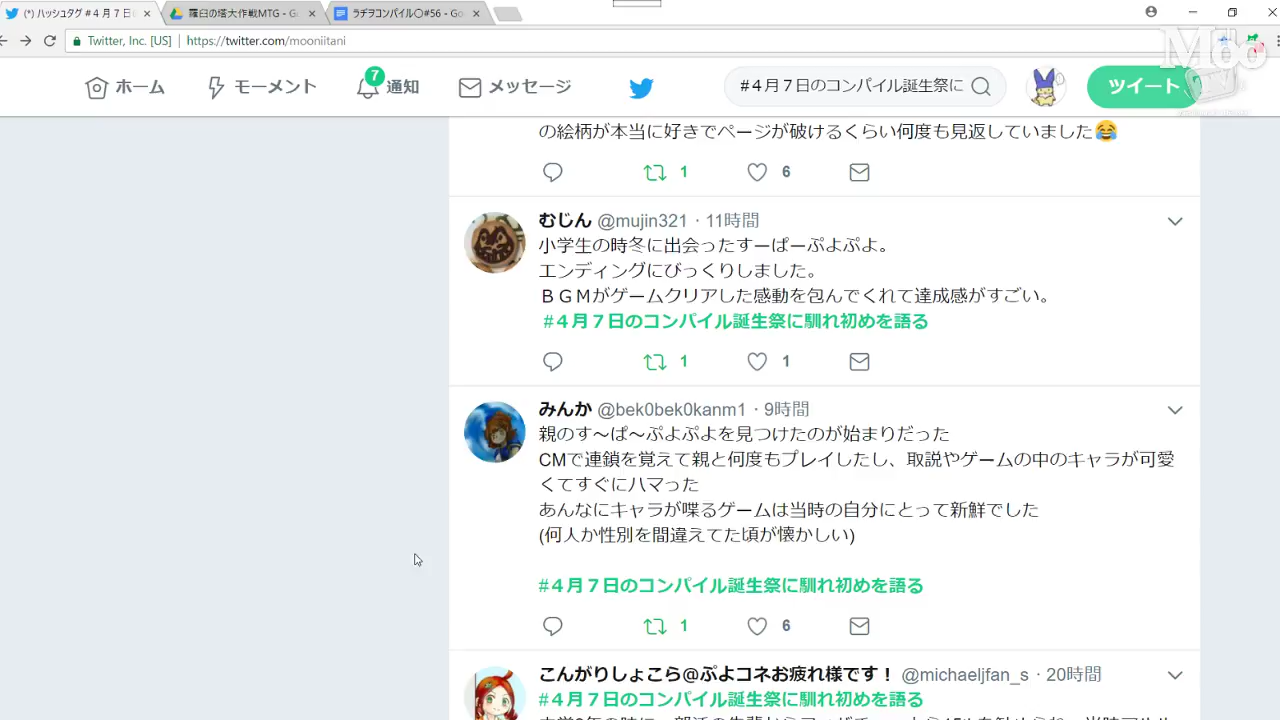 (*) ハッシュタグ＃４月７日
羅臼の塔大作戦MTG - G
ラヂヲコンパイル〇#56 - Go
Twitter, Inc. [US]
https://twitter.com/mooniitani
Moo
ホーム
モーメント
7
通知
メッセージ
#４月７日のコンパイル誕生祭に
ツイート
の絵柄が本当に好きでページが破けるくらい何度も見返していました😂
1
6
むじん @mujin321 · 11時間
小学生の時冬に出会ったすーぱーぷよぷよ。
エンディングにびっくりしました。
ＢＧＭがゲームクリアした感動を包んでくれて達成感がすごい。
#４月７日のコンパイル誕生祭に馴れ初めを語る
1
1
みんか @bek0bek0kanm1 · 9時間
親のす～ぱ～ぷよぷよを見つけたのが始まりだった
CMで連鎖を覚えて親と何度もプレイしたし、取説やゲームの中のキャラが可愛
くてすぐにハマった
あんなにキャラが喋るゲームは当時の自分にとって新鮮でした
(何人か性別を間違えてた頃が懐かしい)
#４月７日のコンパイル誕生祭に馴れ初めを語る
1
6
こんがりしょこら@ぷよコネお疲れ様です！ @michaeljfan_s · 20時間
#４月７日のコンパイル誕生祭に馴れ初めを語る